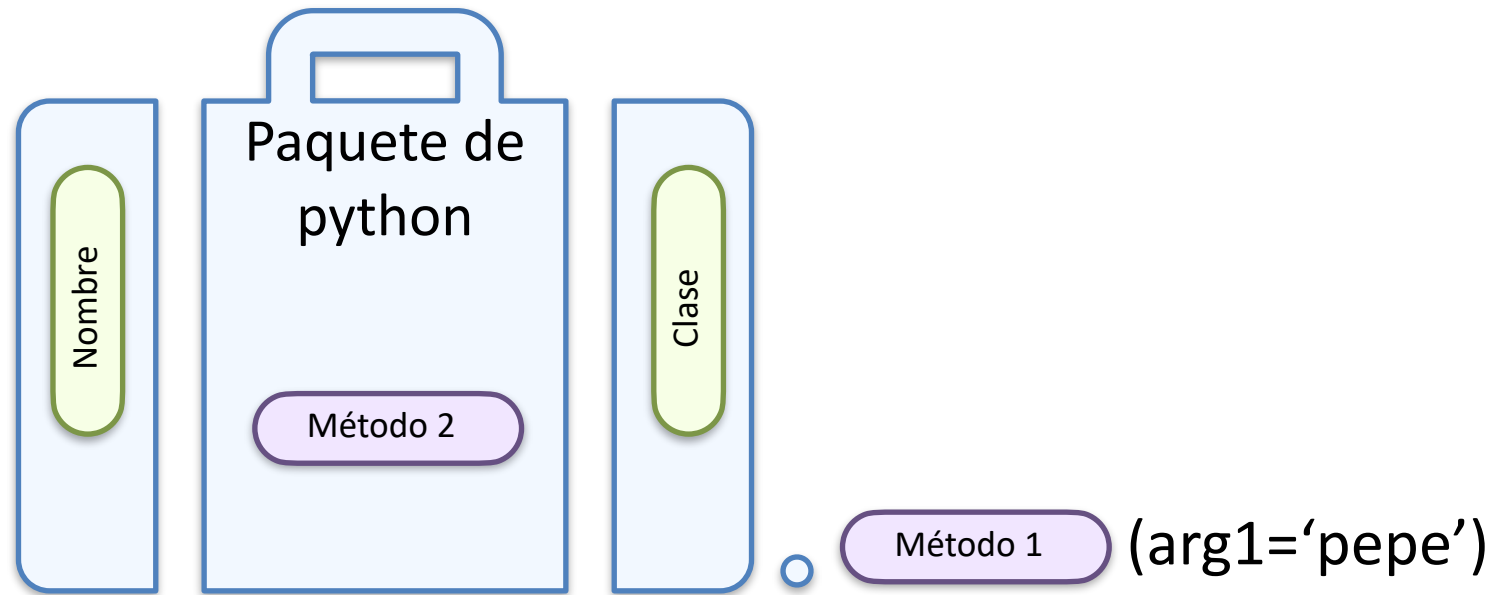 Paquete de
python
Nombre
Clase
Método 2
Método 1 (arg1=‘pepe’)